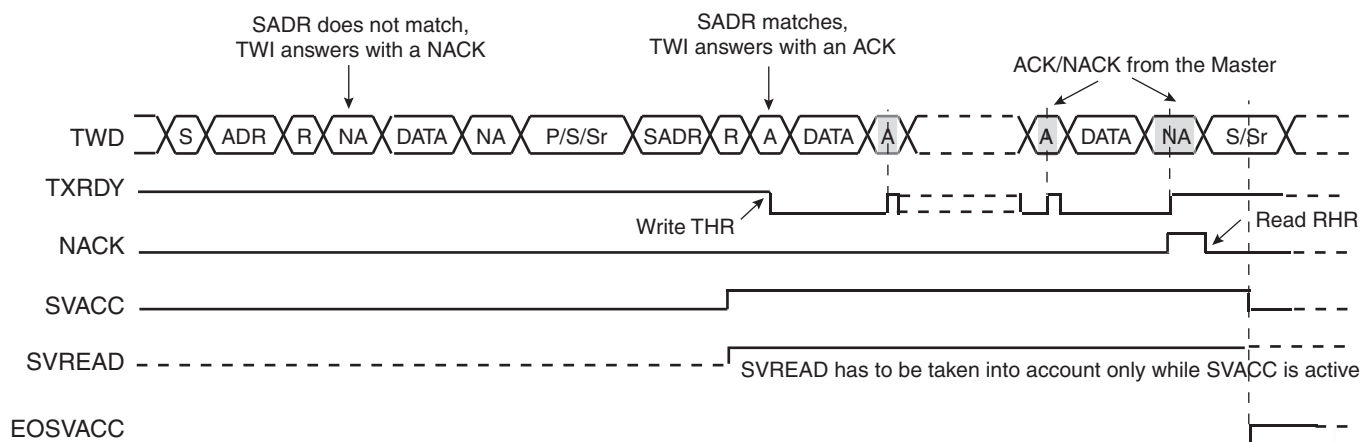 SADR does not match,
TWI answers with a NACK
SADR matches,
TWI answers with an ACK
ACK/NACK from the Master
TWD S ADR R NA DATA NA P/S/Sr SADR R A DATA A A DATA NA S/Sr
TXRDY
Write THR
Read RHR
NACK
SVACC
SVREAD
SVREAD has to be taken into account only while SVACC is active
EOSVACC